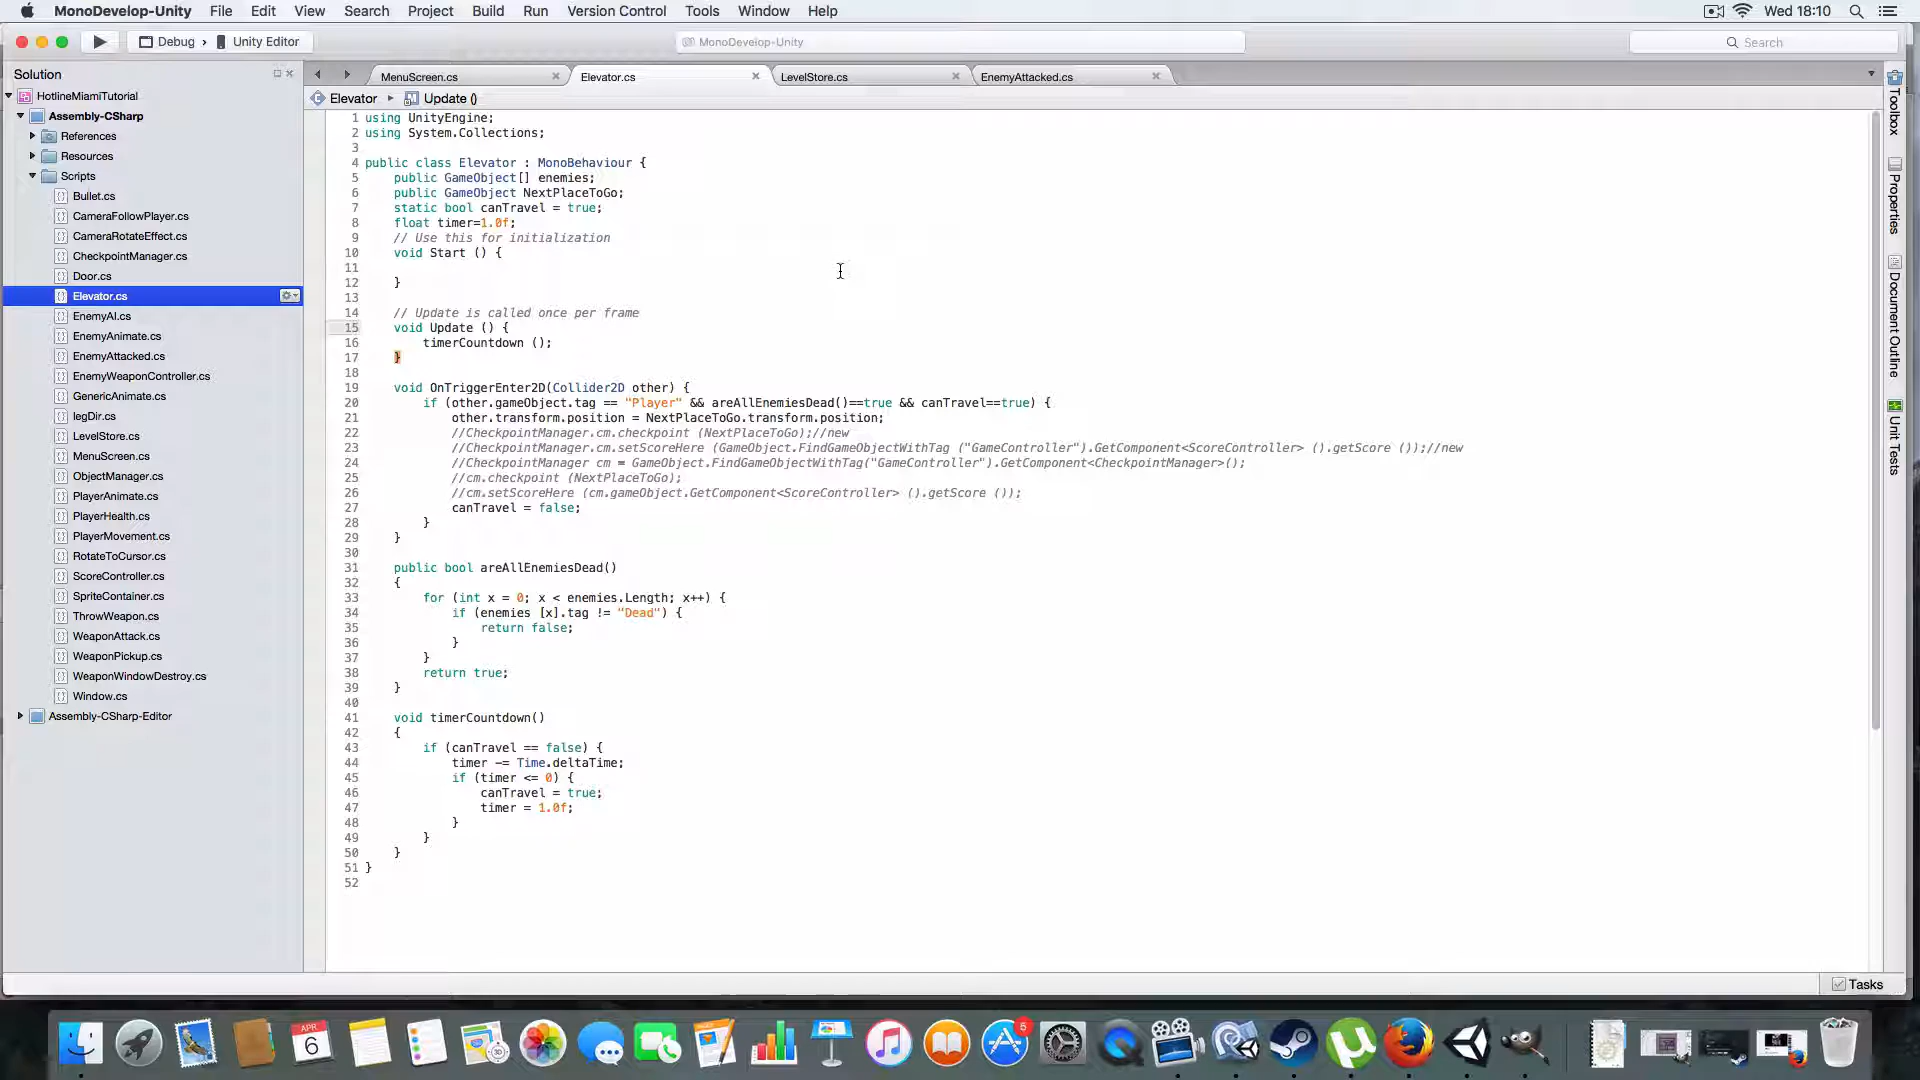 MonoDevelop-Unity File Edit View Search Project Build Run Version Control Tools Window Help Wed 18:10
Debug › Unity Editor MonoDevelop-Unity Search
Solution
HotlineMiamiTutorial
Assembly-CSharp
References
Resources
Scripts
Bullet.cs
CameraFollowPlayer.cs
CameraRotateEffect.cs
CheckpointManager.cs
Door.cs
Elevator.cs
EnemyAI.cs
EnemyAnimate.cs
EnemyAttacked.cs
EnemyWeaponController.cs
GenericAnimate.cs
legDir.cs
LevelStore.cs
MenuScreen.cs
ObjectManager.cs
PlayerAnimate.cs
PlayerHealth.cs
PlayerMovement.cs
RotateToCursor.cs
ScoreController.cs
SpriteContainer.cs
ThrowWeapon.cs
WeaponAttack.cs
WeaponPickup.cs
WeaponWindowDestroy.cs
Window.cs
Assembly-CSharp-Editor
MenuScreen.cs Elevator.cs LevelStore.cs EnemyAttacked.cs
Elevator Update ()
1 using UnityEngine;
2 using System.Collections;
3
4 public class Elevator : MonoBehaviour {
5 public GameObject[] enemies;
6 public GameObject NextPlaceToGo;
7 static bool canTravel = true;
8 float timer=1.0f;
9 // Use this for initialization
10 void Start () {
11
12 }
13
14 // Update is called once per frame
15 void Update () {
16 timerCountdown ();
17 }
18
19 void OnTriggerEnter2D(Collider2D other) {
20 if (other.gameObject.tag == "Player" && areAllEnemiesDead()==true && canTravel==true) {
21 other.transform.position = NextPlaceToGo.transform.position;
22 //CheckpointManager.cm.checkpoint (NextPlaceToGo);//new
23 //CheckpointManager.cm.setScoreHere (GameObject.FindGameObjectWithTag ("GameController").GetComponent<ScoreController> ().getScore ());//new
24 //CheckpointManager cm = GameObject.FindGameObjectWithTag("GameController").GetComponent<CheckpointManager>();
25 //cm.checkpoint (NextPlaceToGo);
26 //cm.setScoreHere (cm.gameObject.GetComponent<ScoreController> ().getScore ());
27 canTravel = false;
28 }
29 }
30
31 public bool areAllEnemiesDead()
32 {
33 for (int x = 0; x < enemies.Length; x++) {
34 if (enemies [x].tag != "Dead") {
35 return false;
36 }
37 }
38 return true;
39 }
40
41 void timerCountdown()
42 {
43 if (canTravel == false) {
44 timer -= Time.deltaTime;
45 if (timer <= 0) {
46 canTravel = true;
47 timer = 1.0f;
48 }
49 }
50 }
51 }
52
Toolbox
Properties
Document Outline
Unit Tests
Tasks
APR
6
30
5